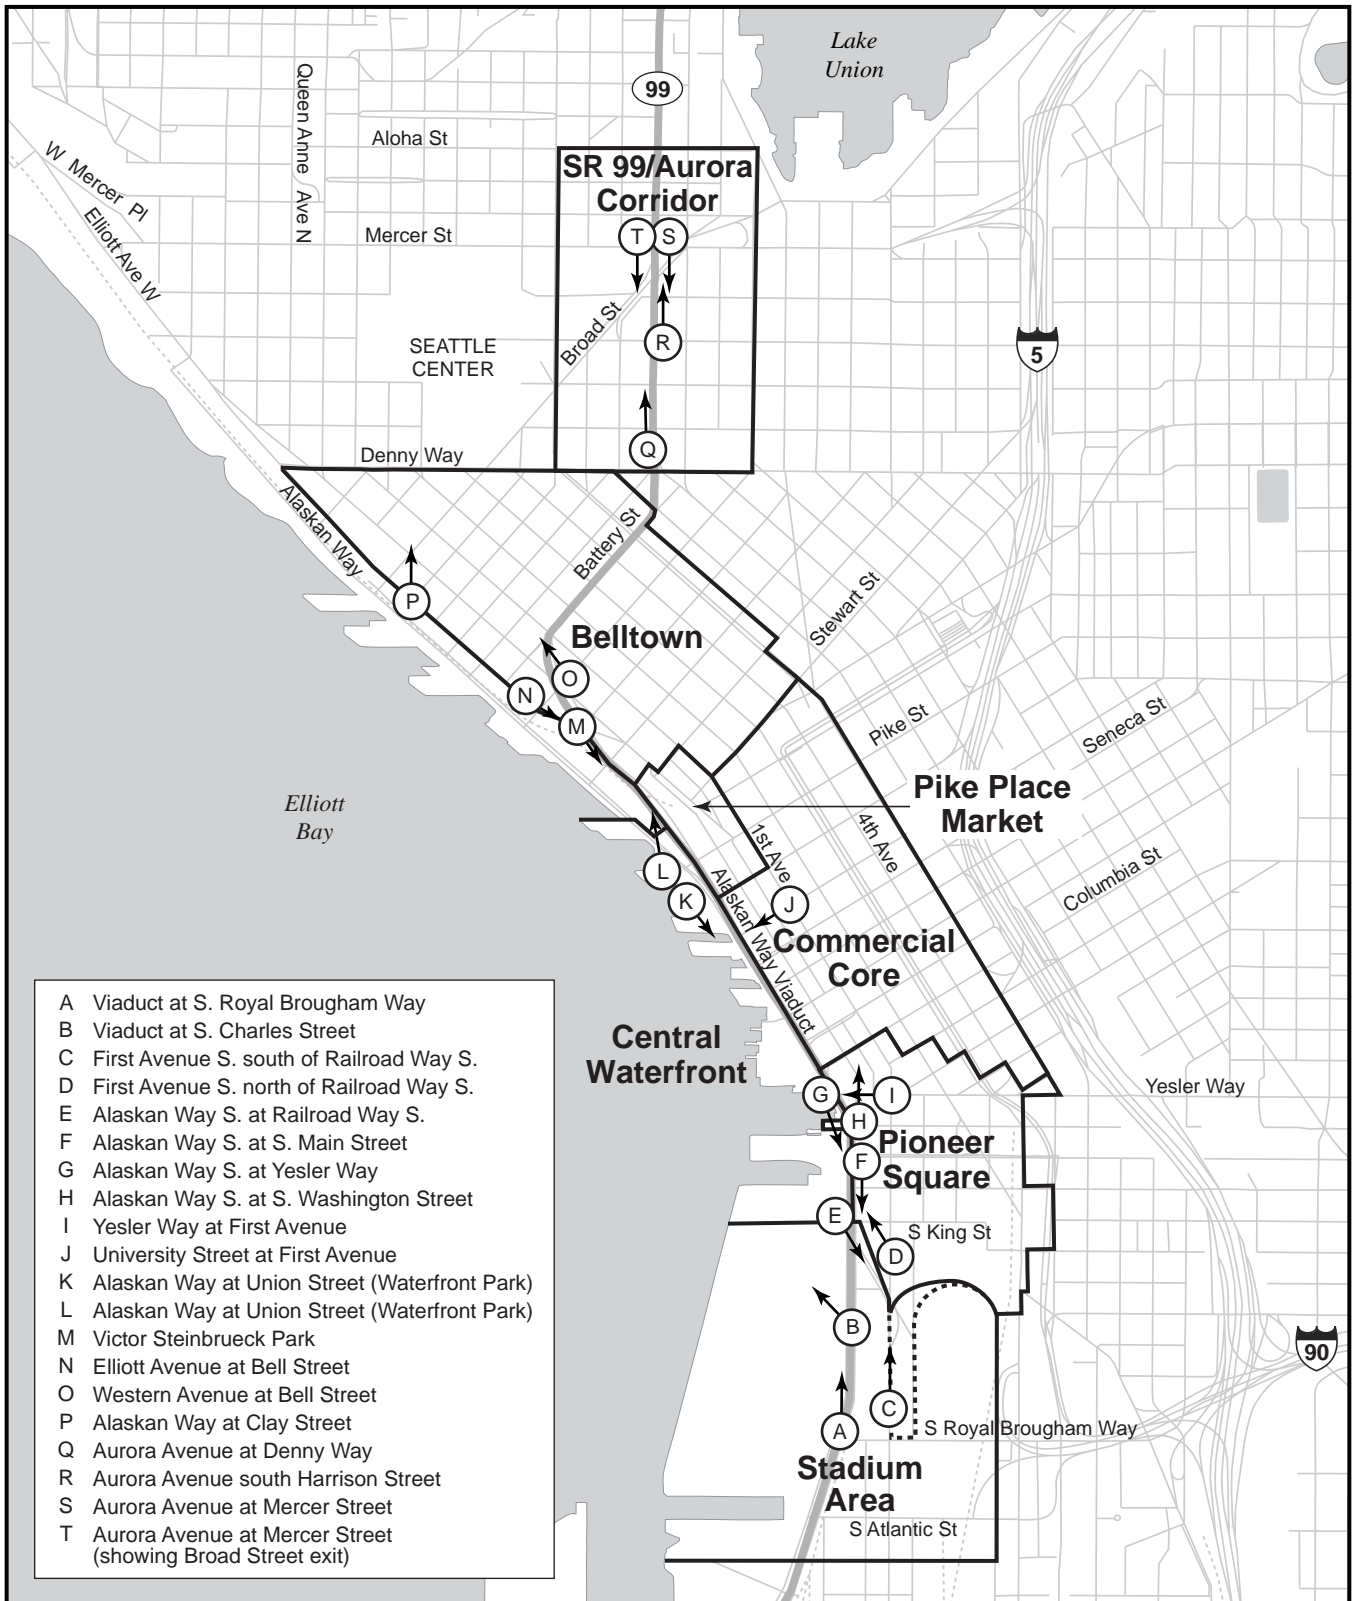 Lake
Union
99
Queen Anne Ave N
Aloha St
W Mercer Pl
SR 99/Aurora
Corridor
Elliott Ave W
Mercer St
T
S
Broad St
SEATTLE
CENTER
R
5
Q
Denny Way
Alaskan Way
Battery St
P
Stewart St
Belltown
O
N
M
Pike St
Seneca St
Elliott
Bay
Pike Place
Market
1st Ave
4th Ave
L
K
Alaskan Way Viaduct
J
Columbia St
Commercial
Core
Central
Waterfront
G
I
Yesler Way
H
Pioneer
Square
F
E
S King St
D
B
90
C
A
S Royal Brougham Way
Stadium
Area
S Atlantic St
A Viaduct at S. Royal Brougham Way
B Viaduct at S. Charles Street
C First Avenue S. south of Railroad Way S.
D First Avenue S. north of Railroad Way S.
E Alaskan Way S. at Railroad Way S.
F Alaskan Way S. at S. Main Street
G Alaskan Way S. at Yesler Way
H Alaskan Way S. at S. Washington Street
I Yesler Way at First Avenue
J University Street at First Avenue
K Alaskan Way at Union Street (Waterfront Park)
L Alaskan Way at Union Street (Waterfront Park)
M Victor Steinbrueck Park
N Elliott Avenue at Bell Street
O Western Avenue at Bell Street
P Alaskan Way at Clay Street
Q Aurora Avenue at Denny Way
R Aurora Avenue south Harrison Street
S Aurora Avenue at Mercer Street
T Aurora Avenue at Mercer Street
(showing Broad Street exit)